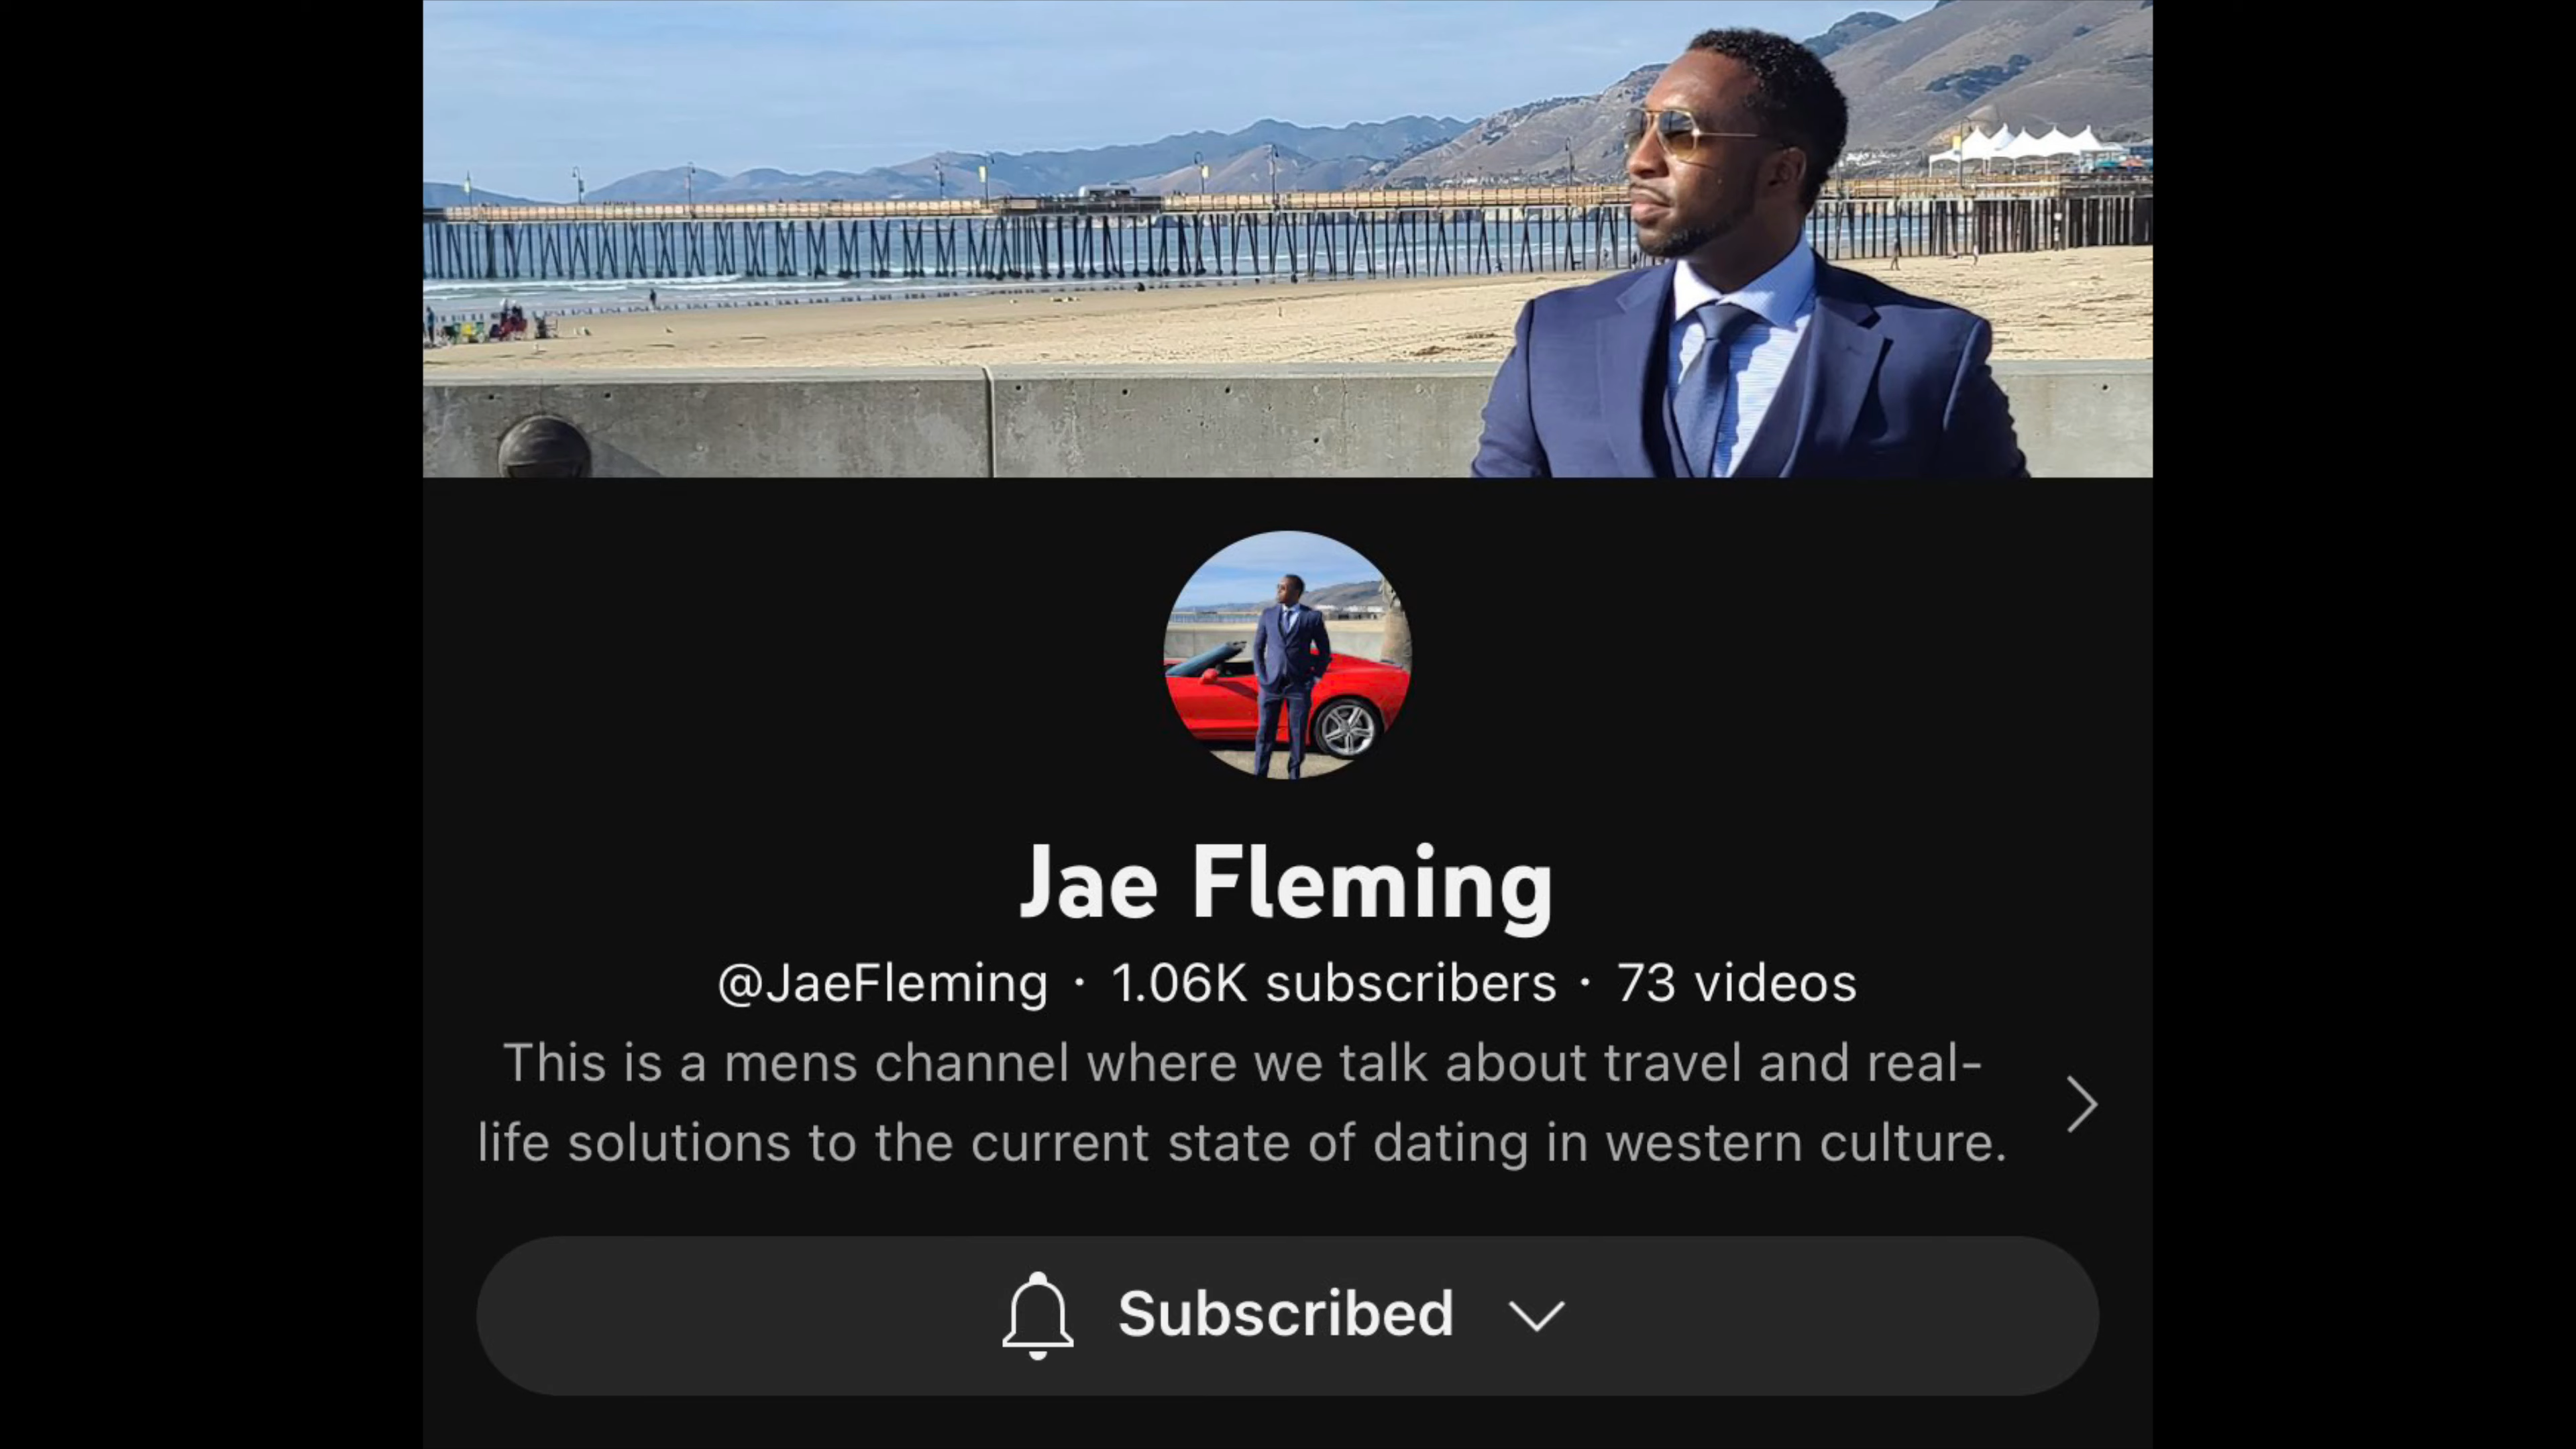 Jae Fleming
@JaeFleming · 1.06K subscribers · 73 videos
This is a mens channel where we talk about travel and real-
life solutions to the current state of dating in western culture.
Subscribed